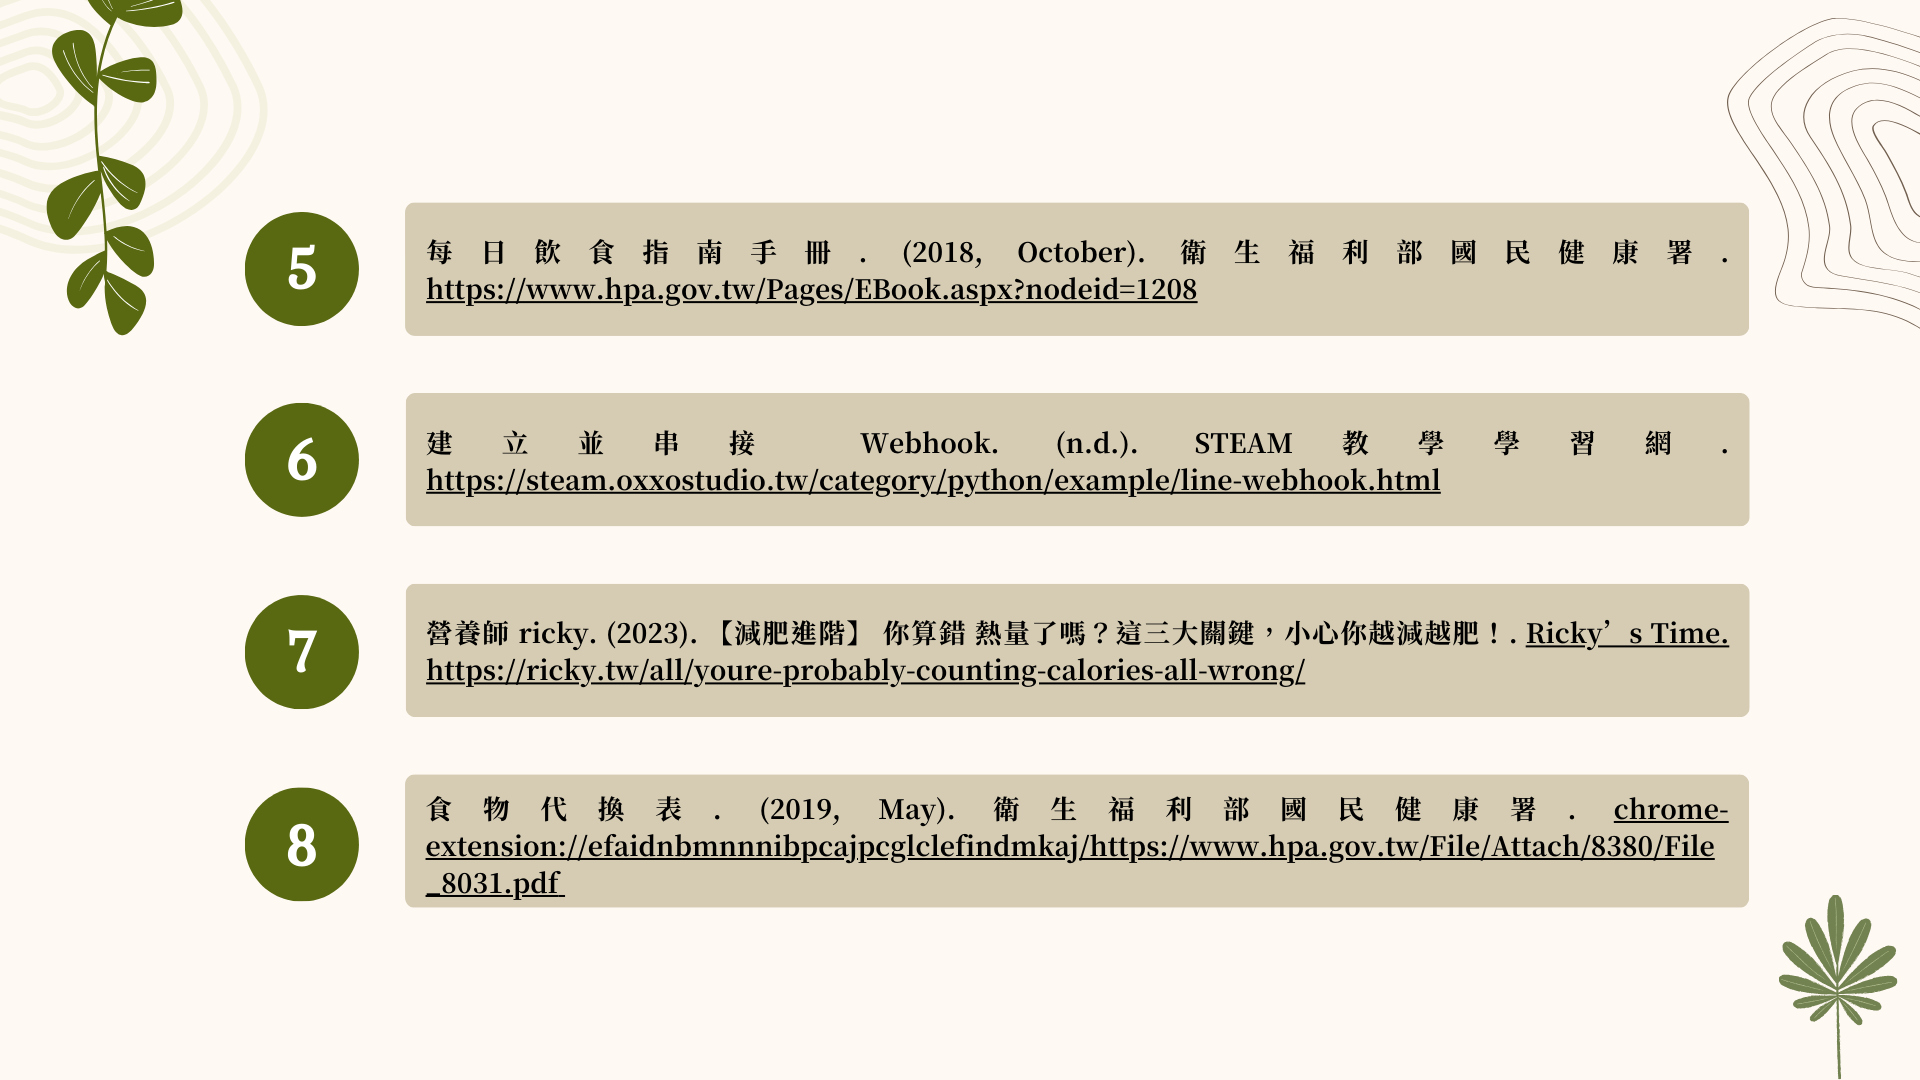 5
每日飲食指南手冊. (2018, October). 衛生福利部國民健康署.
https://www.hpa.gov.tw/Pages/EBook.aspx?nodeid=1208
6
建立並串接 Webhook. (n.d.). STEAM 教學學習網.
https://steam.oxxostudio.tw/category/python/example/line-webhook.html
7
營養師 ricky. (2023). 【減肥進階】 你算錯 熱量了嗎？這三大關鍵，小心你越減越肥！. Ricky’s Time.
https://ricky.tw/all/youre-probably-counting-calories-all-wrong/
8
食物代換表. (2019, May). 衛生福利部國民健康署. chrome-
extension://efaidnbmnnnibpcajpcglclefindmkaj/https://www.hpa.gov.tw/File/Attach/8380/File
_8031.pdf